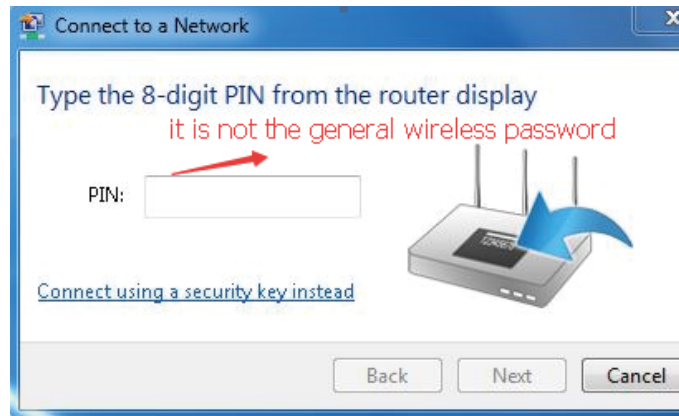 Connect to a Network
Type the 8-digit PIN from the router display
it is not the general wireless password
PIN:
12345670
Connect using a security key instead
Back Next Cancel